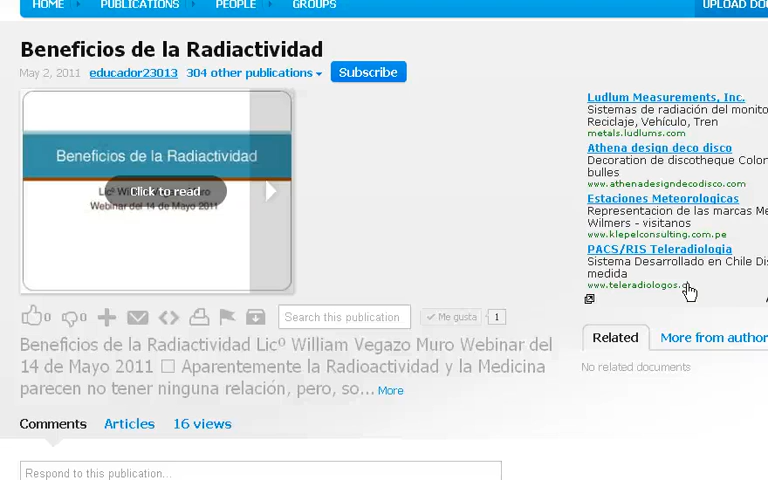 HOME PUBLICATIONS PEOPLE GROUPS UPLOAD DO
Beneficios de la Radiactividad
May 2, 2011 educador23013 304 other publications Subscribe
Beneficios de la Radiactividad
Click to read
Webinar del 14 de Mayo 2011
Ludlum Measurements, Inc.
Sistemas de radiación del monito
Reciclaje, Vehículo, Tren
metals.ludlums.com
Athena design deco disco
Decoration de discotheque Color
bulles
www.athenadesigndecodisco.com
Estaciones Meteorologicas
Representacion de las marcas Me
Wilmers - visitanos
www.klepelconsulting.com.pe
PACS/RIS Teleradiologia
Sistema Desarrollado en Chile Di
medida
www.teleradiologos.c
0 0 Search this publication Me gusta 1
Beneficios de la Radiactividad Licº William Vegazo Muro Webinar del
14 de Mayo 2011 □ Aparentemente la Radioactividad y la Medicina
parecen no tener ninguna relación, pero, so... More
Related More from author
No related documents
Comments Articles 16 views
Respond to this publication...